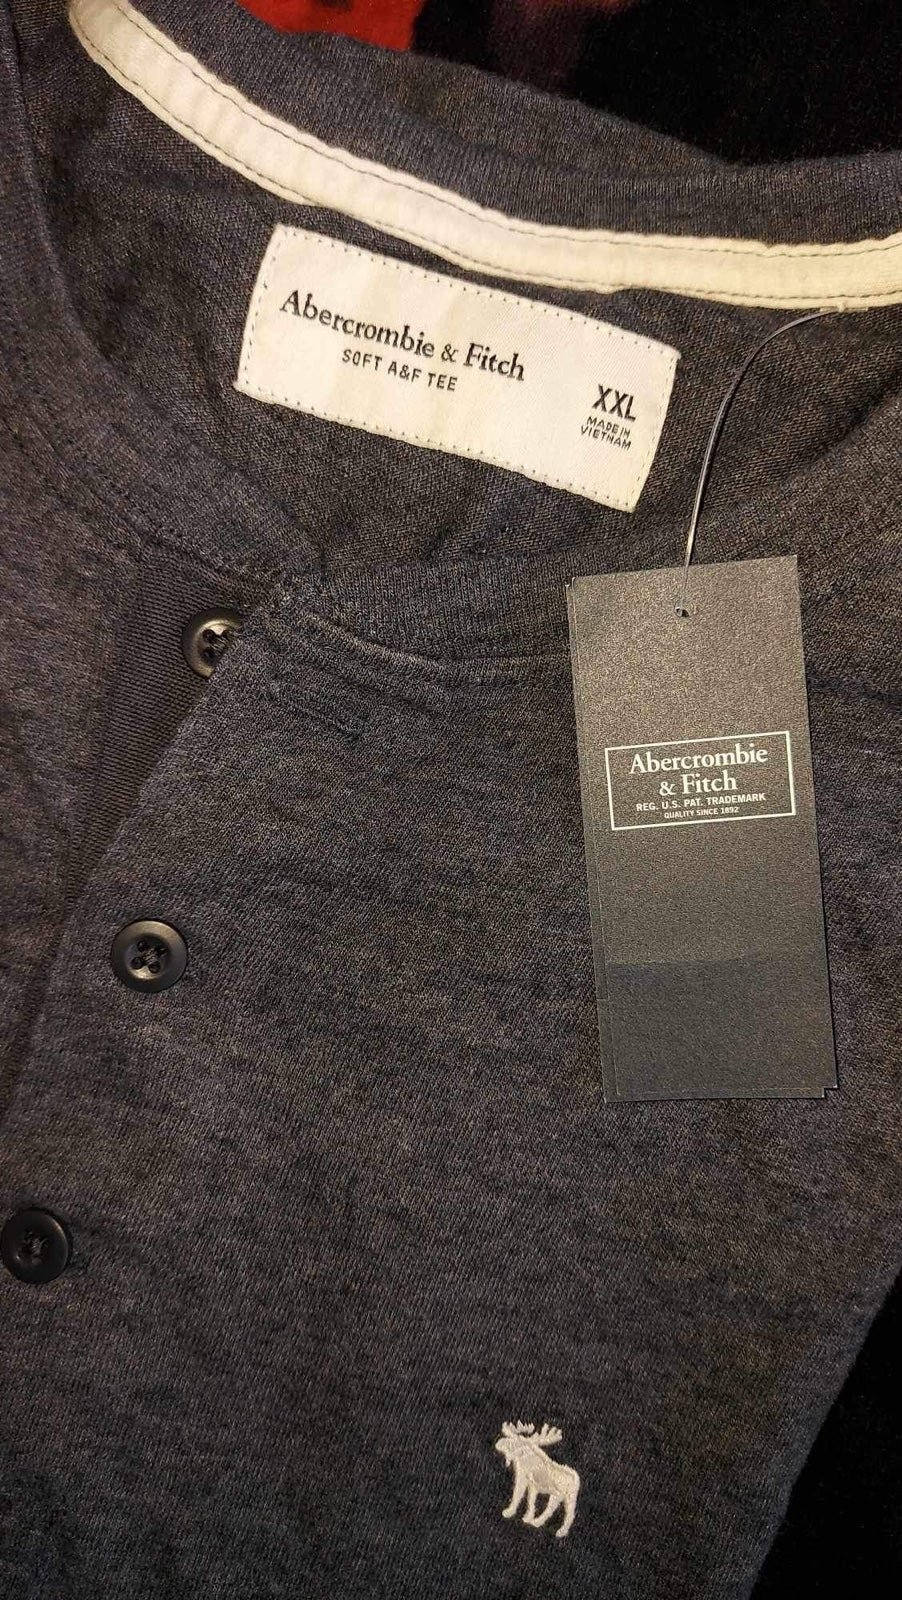 Abercrombie & Fitch
SOFT A&F TEE
XXL
MADE IN
VIETNAM
Abercrombie
& Fitch
REG. U.S. PAT. TRADEMARK
QUALITY SINCE 1892